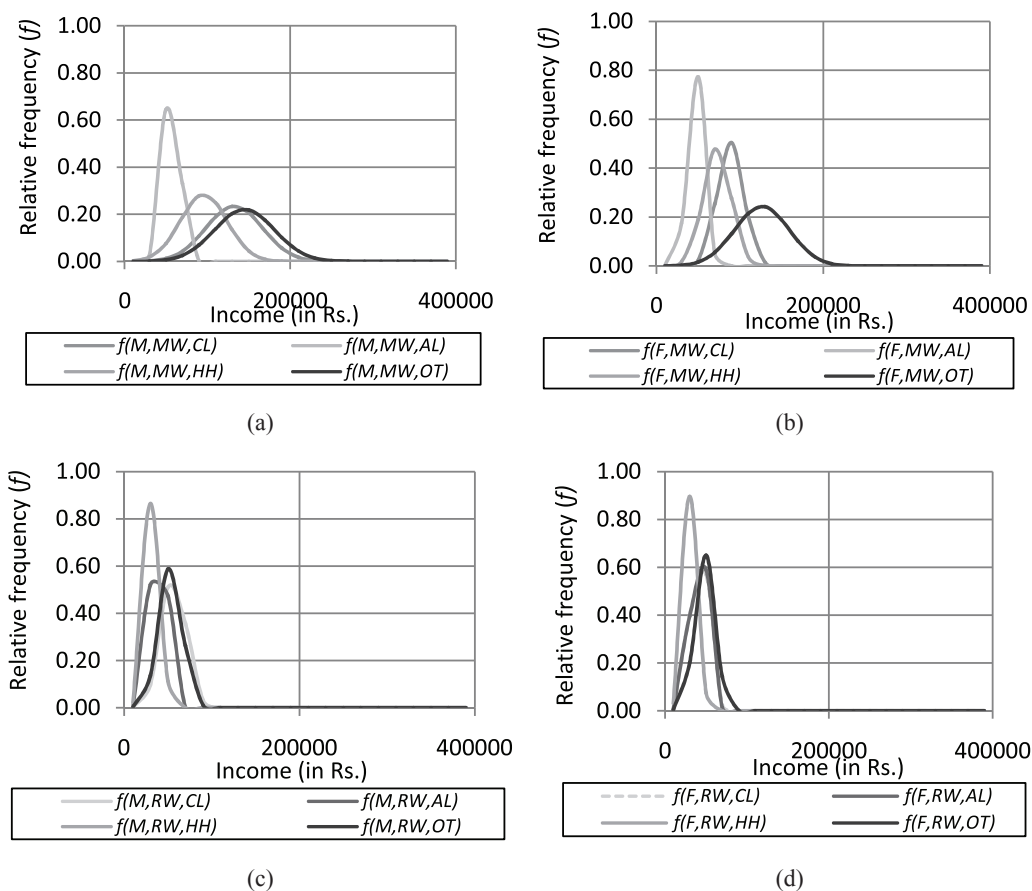 Relative frequency (f)
1.00
0.80
0.60
0.40
0.20
0.00
0 200000 400000
Income (in Rs.)
f(M,MW,CL) f(M,MW,AL)
f(M,MW,HH) f(M,MW,OT)
(a)
Relative frequency (f)
1.00
0.80
0.60
0.40
0.20
0.00
0 200000 400000
Income (in Rs.)
f(F,MW,CL) f(F,MW,AL)
f(F,MW,HH) f(F,MW,OT)
(b)
Relative frequency (f)
1.00
0.80
0.60
0.40
0.20
0.00
0 200000 400000
Income (in Rs.)
f(M,RW,CL) f(M,RW,AL)
f(M,RW,HH) f(M,RW,OT)
(c)
Relative frequency (f)
1.00
0.80
0.60
0.40
0.20
0.00
0 200000 400000
Income (in Rs.)
f(F,RW,CL) f(F,RW,AL)
f(F,RW,HH) f(F,RW,OT)
(d)